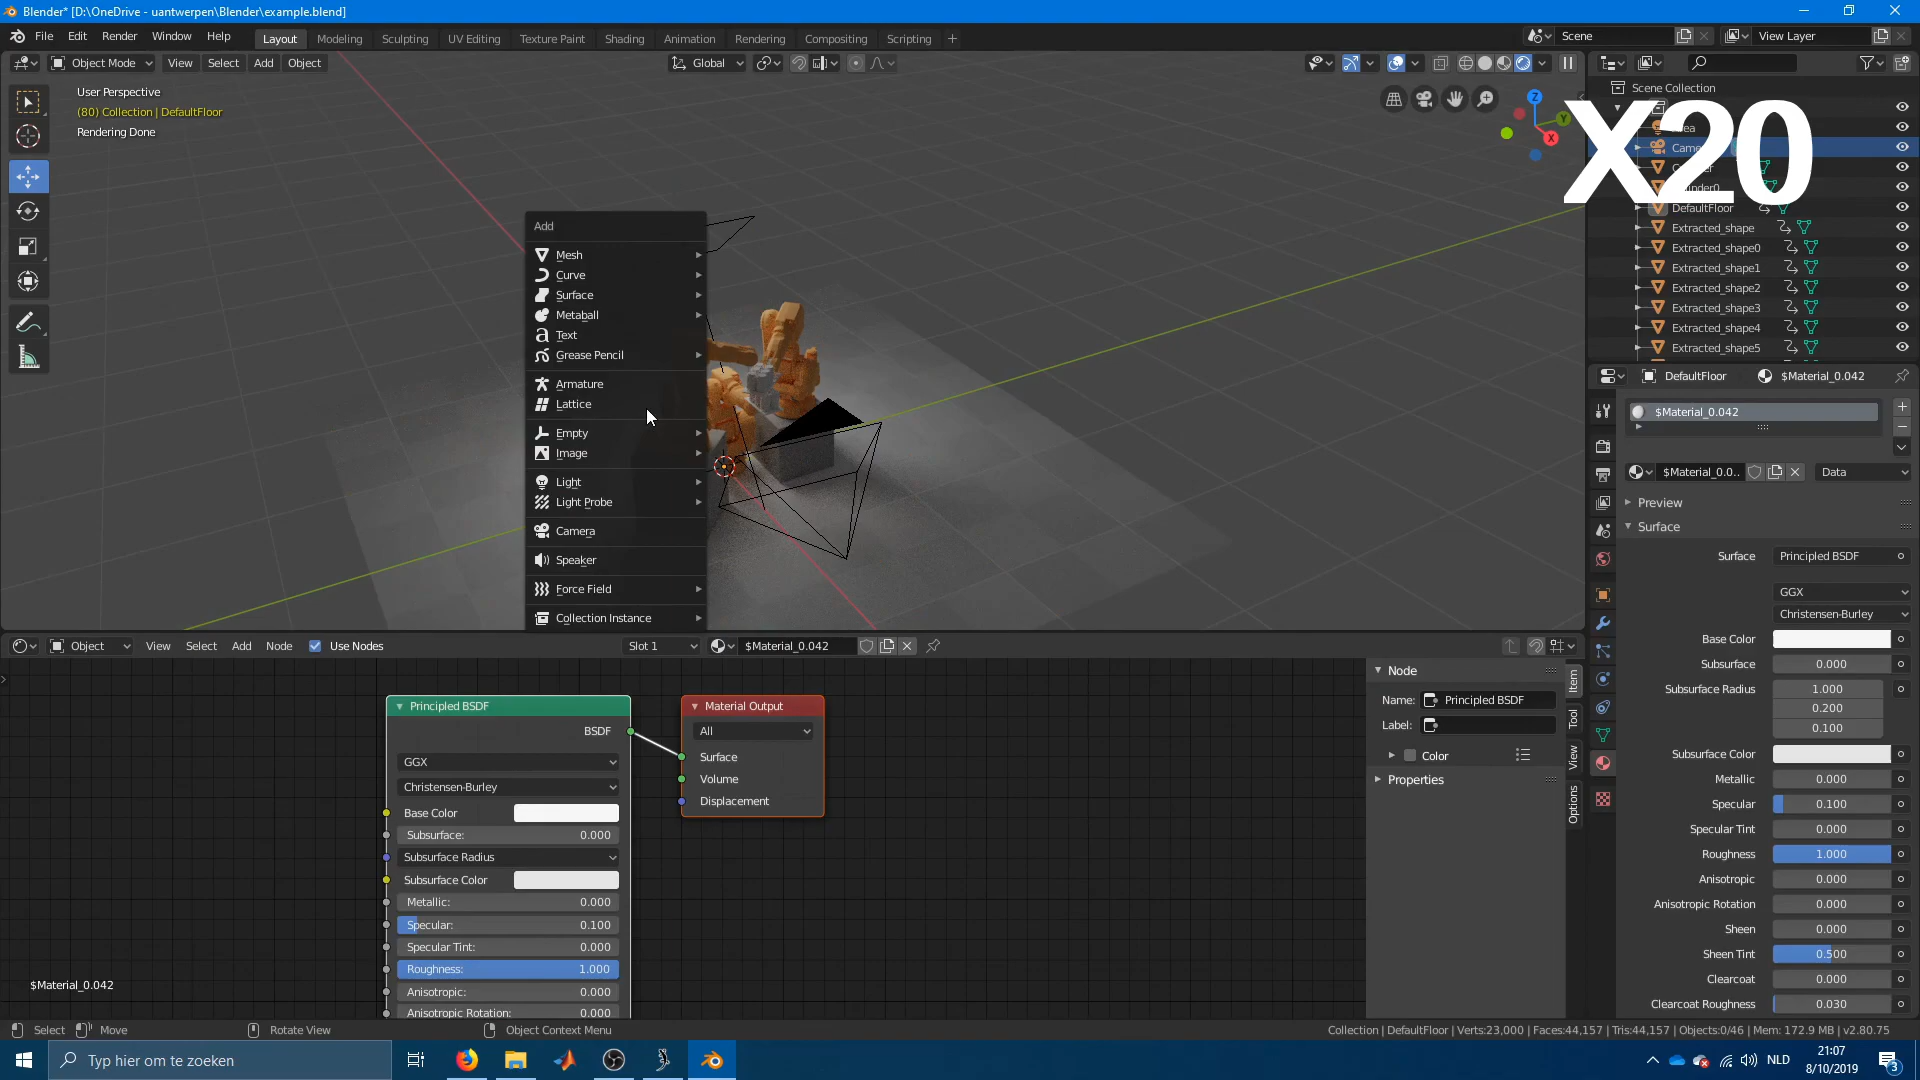 Blender* [D:\OneDrive - uantwerpen\Blender\example.blend]
File Edit Render Window Help
Layout Modeling Sculpting UV Editing Texture Paint Shading Animation Rendering Compositing Scripting +
Scene View Layer
Object Mode View Select Add Object Global
User Perspective
(80) Collection | DefaultFloor
Rendering Done
Z
Y
X
X20
Scene Collection
DefaultFloor
Extracted_shape
Extracted_shape0
Extracted_shape1
Extracted_shape2
Extracted_shape3
Extracted_shape4
Extracted_shape5
Add
Mesh
Curve
Surface
Metaball
Text
Grease Pencil
Armature
Lattice
Empty
Image
Light
Light Probe
Camera
Speaker
Force Field
Collection Instance
DefaultFloor $Material_0.042
$Material_0.042
$Material_0.0.. Data
Preview
Surface
Surface Principled BSDF
GGX
Christensen-Burley
Base Color
Subsurface 0.000
Subsurface Radius 1.000
0.200
0.100
Subsurface Color
Metallic 0.000
Specular 0.100
Specular Tint 0.000
Roughness 1.000
Anisotropic 0.000
Anisotropic Rotation 0.000
Sheen 0.000
Sheen Tint 0.500
Clearcoat 0.000
Clearcoat Roughness 0.030
Object View Select Add Node Use Nodes Slot 1 $Material_0.042
Principled BSDF
BSDF
GGX
Christensen-Burley
Base Color
Subsurface: 0.000
Subsurface Radius
Subsurface Color
Metallic: 0.000
Specular: 0.100
Specular Tint: 0.000
Roughness: 1.000
Anisotropic: 0.000
Anisotropic Rotation: 0.000
Material Output
All
Surface
Volume
Displacement
Node
Name: Principled BSDF
Label:
Color
Properties
Item
Tool
View
Options
$Material_0.042
Select Move Rotate View Object Context Menu
Collection | DefaultFloor | Verts:23,000 | Faces:44,157 | Tris:44,157 | Objects:0/46 | Mem: 172.9 MB | v2.80.75
Typ hier om te zoeken
NLD
21:07
8/10/2019
3